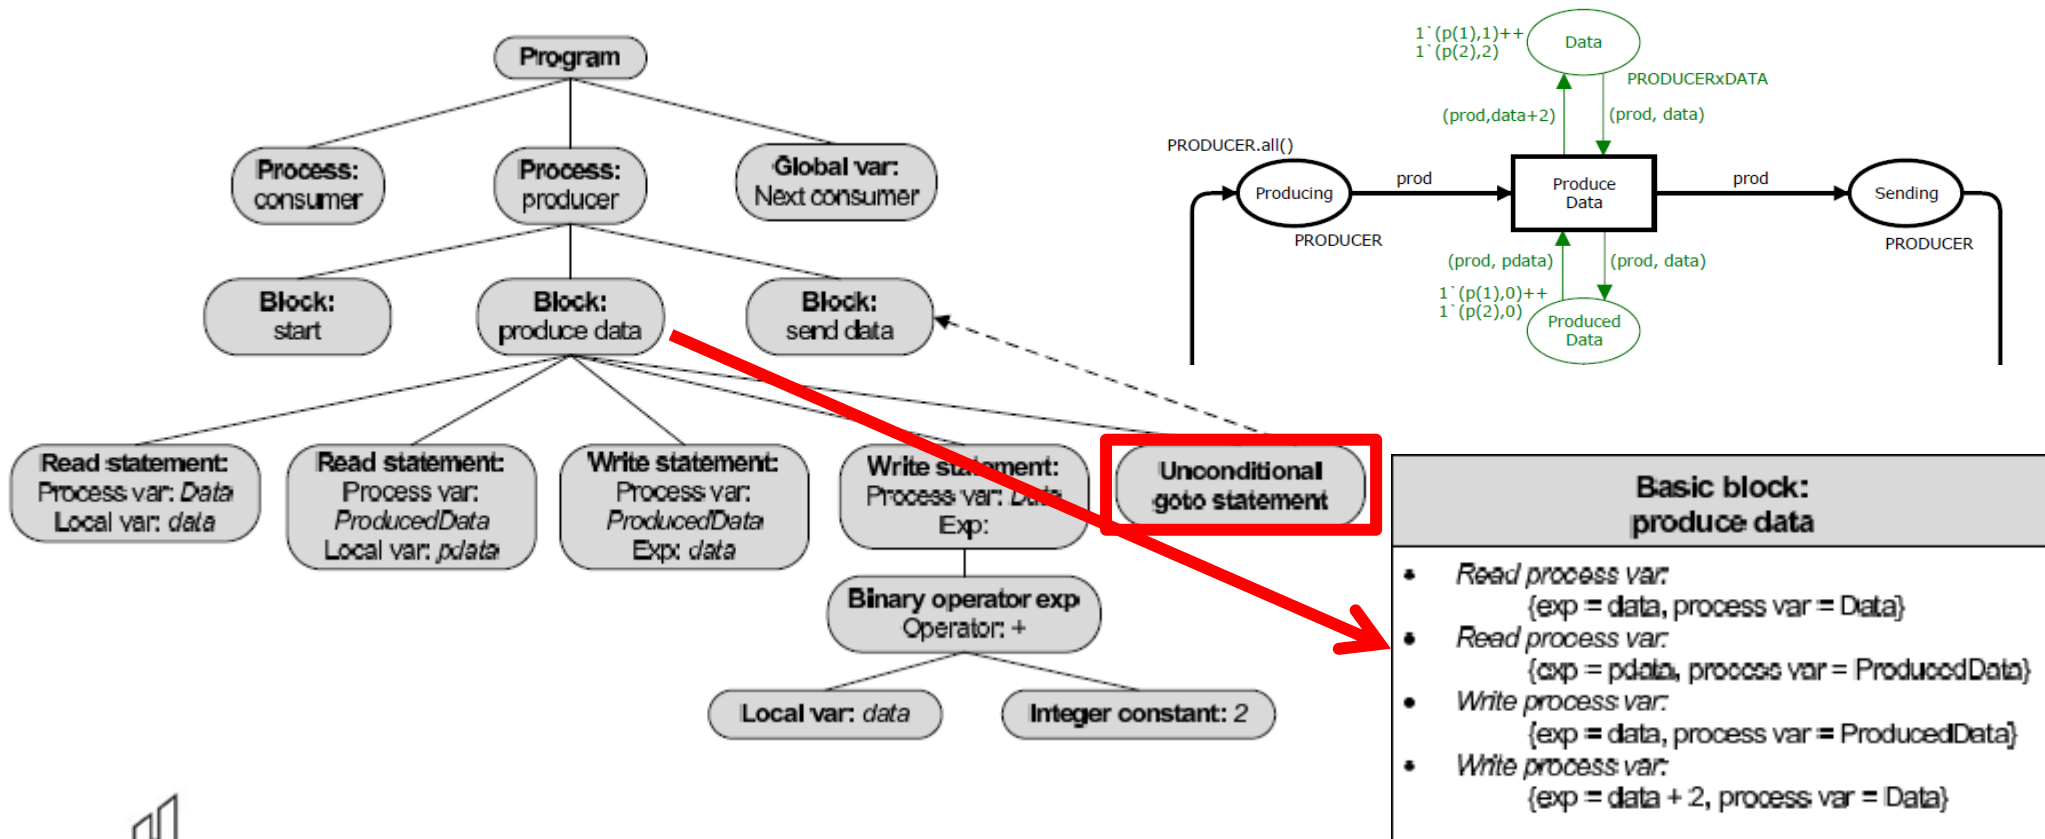 Program
Process:
consumer
Process:
producer
Global var:
Next consumer
Block:
start
Block:
produce data
Block:
send data
Read statement:
Process var: Data
Local var: data
Read statement:
Process var:
ProducedData
Local var: pdata
Write statement:
Process var:
ProducedData
Exp: data
Write statement:
Process var: Data
Exp:
Unconditional
goto statement
Binary operator exp
Operator: +
Local var: data
Integer constant: 2
1`(p(1),1)++
1`(p(2),2)
Data
PRODUCERxDATA
(prod,data+2)
(prod, data)
PRODUCER.all()
Producing
prod
Produce
Data
prod
Sending
PRODUCER
PRODUCER
(prod, pdata)
(prod, data)
1`(p(1),0)++
1`(p(2),0)
Produced
Data
Basic block:
produce data
• Read process var:
{exp = data, process var = Data}
• Read process var:
{exp = pdata, process var = ProducedData}
• Write process var:
{exp = data, process var = ProducedData}
• Write process var:
{exp = data + 2, process var = Data}